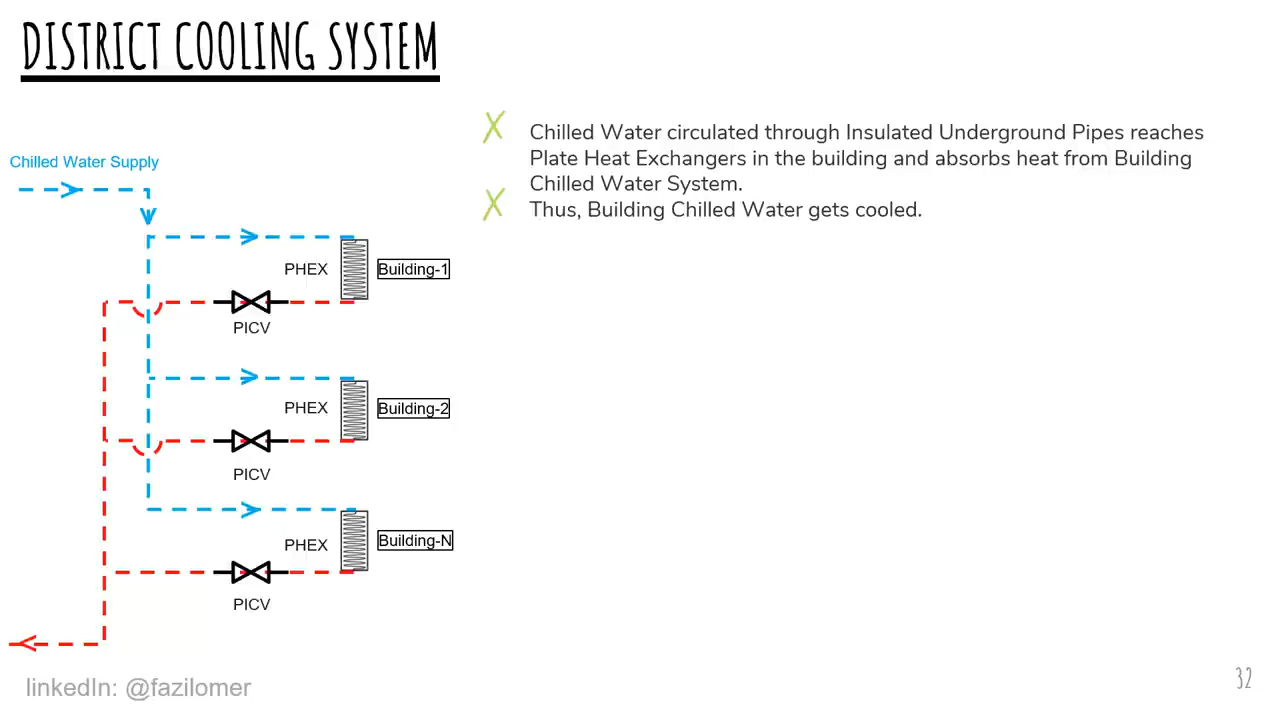 DISTRICT COOLING SYSTEM
Chilled Water circulated through Insulated Underground Pipes reaches
Plate Heat Exchangers in the building and absorbs heat from Building
Chilled Water System.
Thus, Building Chilled Water gets cooled.
Chilled Water Supply
PHEX
Building-1
PICV
PHEX
Building-2
PICV
PHEX
Building-N
PICV
linkedIn: @fazilomer
32